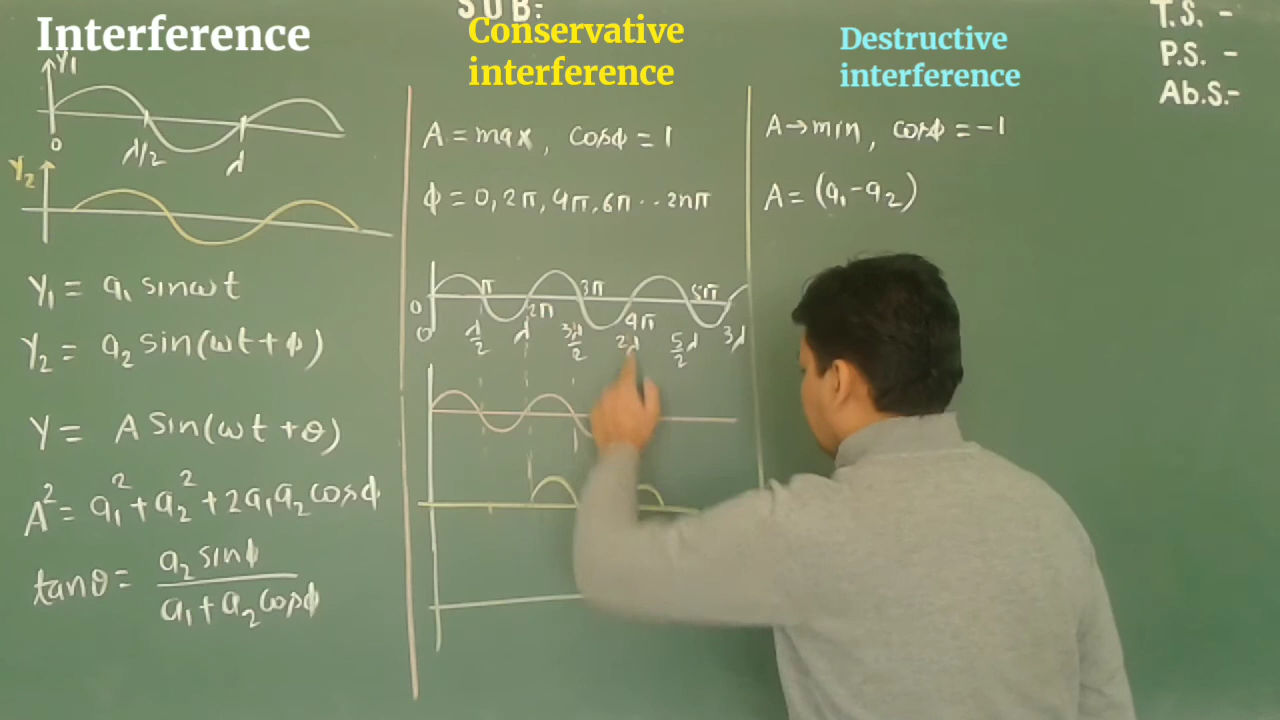 SUB:
T.S. -
P.S. -
Ab.S.-
Interference
Y₁
0
λ/2
λ
Y₂
Y₁ = a₁ sinωt
Y₂ = a₂ sin(ωt + ϕ)
Y = A Sin(ωt + θ)
A² = a₁² + a₂² + 2a₁a₂ cosϕ
tanθ = a₂ sinϕ / a₁ + a₂ cosϕ
Conservative
interference
A = max, cosϕ = 1
ϕ = 0, 2π, 4π, 6π .. 2nπ
0 π 2π 3π 4π 5π
0 λ/2 λ 3λ/2 2λ 5/2 λ 3λ
Destructive
interference
A → min, cosϕ = -1
A = (a₁ - a₂)